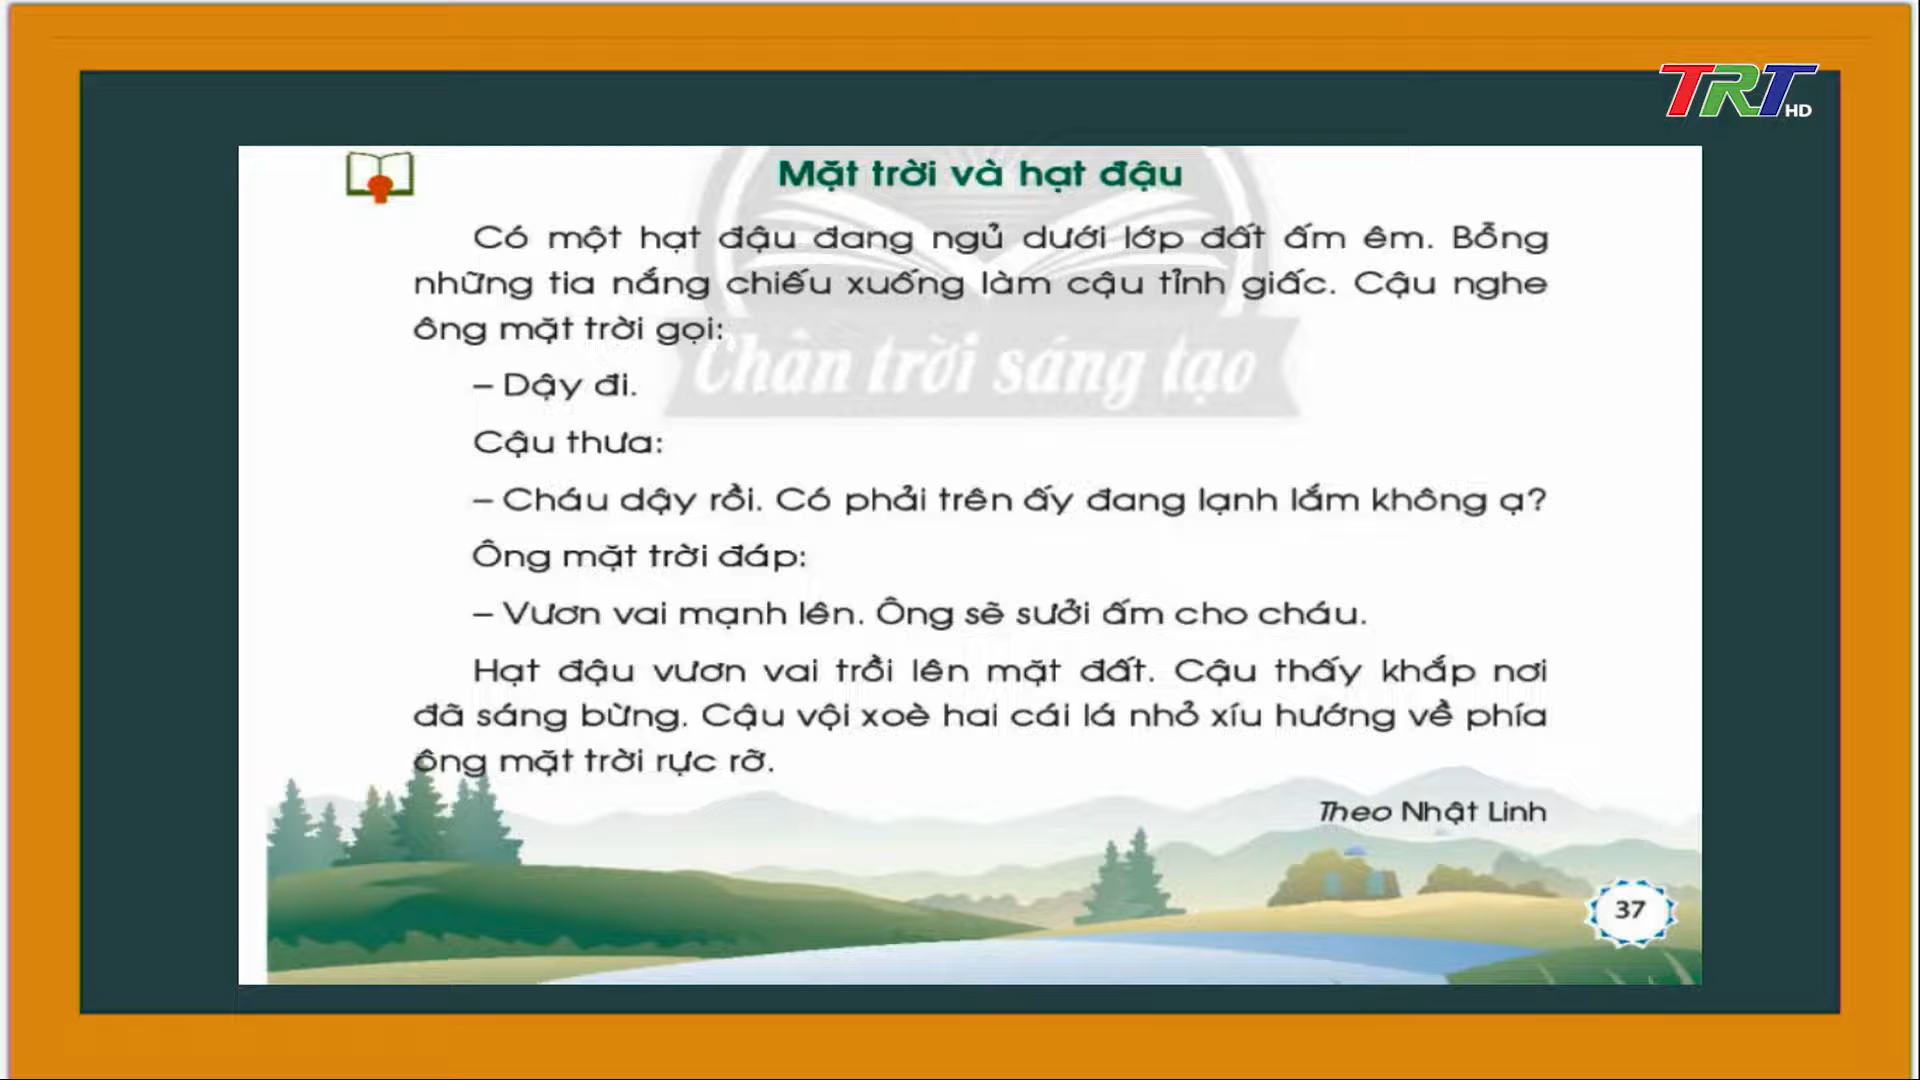 TRT HD
Mặt trời và hạt đậu
Có một hạt đậu đang ngủ dưới lớp đất ấm êm. Bỗng
những tia nắng chiếu xuống làm cậu tỉnh giấc. Cậu nghe
ông mặt trời gọi:
– Dậy đi.
Chân trời sáng tạo
Cậu thưa:
– Cháu dậy rồi. Có phải trên ấy đang lạnh lắm không ạ?
Ông mặt trời đáp:
– Vươn vai mạnh lên. Ông sẽ sưởi ấm cho cháu.
Hạt đậu vươn vai trồi lên mặt đất. Cậu thấy khắp nơi
đã sáng bừng. Cậu vội xoè hai cái lá nhỏ xíu hướng về phía
ông mặt trời rực rỡ.
Theo Nhật Linh
37